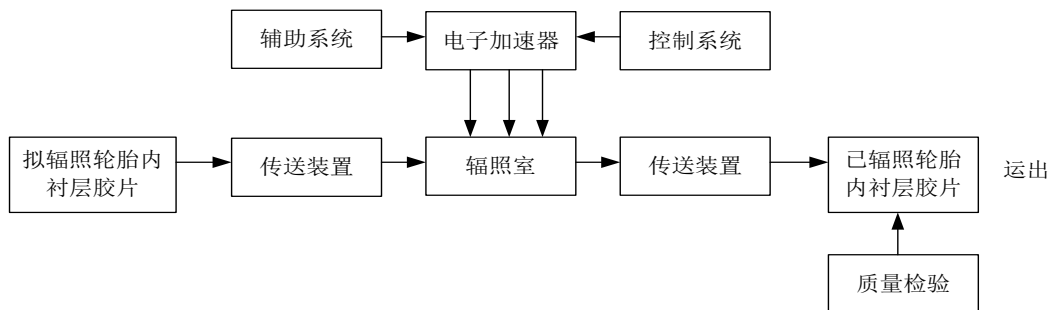 辅助系统
电子加速器
控制系统
拟辐照轮胎内
衬层胶片
传送装置
辐照室
传送装置
已辐照轮胎
内衬层胶片
运出
质量检验